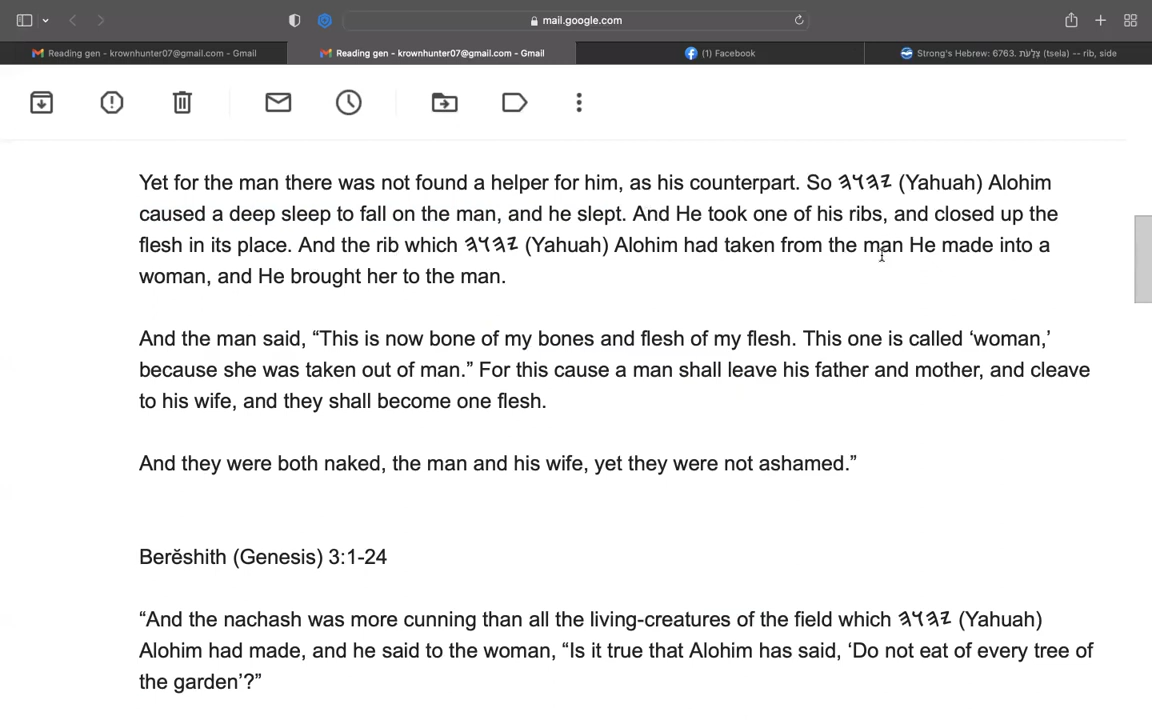 mail.google.com
Reading gen - krownhunter07@gmail.com - Gmail
Reading gen - krownhunter07@gmail.com - Gmail
(1) Facebook
Strong's Hebrew: 6763. צַלְעֹת (tsela) -- rib, side
Yet for the man there was not found a helper for him, as his counterpart. So 𐤉𐤄𐤅𐤄 (Yahuah) Alohim
caused a deep sleep to fall on the man, and he slept. And He took one of his ribs, and closed up the
flesh in its place. And the rib which 𐤉𐤄𐤅𐤄 (Yahuah) Alohim had taken from the man He made into a
woman, and He brought her to the man.
And the man said, “This is now bone of my bones and flesh of my flesh. This one is called ‘woman,’
because she was taken out of man.” For this cause a man shall leave his father and mother, and cleave
to his wife, and they shall become one flesh.
And they were both naked, the man and his wife, yet they were not ashamed.”
Berĕshith (Genesis) 3:1-24
“And the nachash was more cunning than all the living-creatures of the field which 𐤉𐤄𐤅𐤄 (Yahuah)
Alohim had made, and he said to the woman, “Is it true that Alohim has said, ‘Do not eat of every tree of
the garden’?”